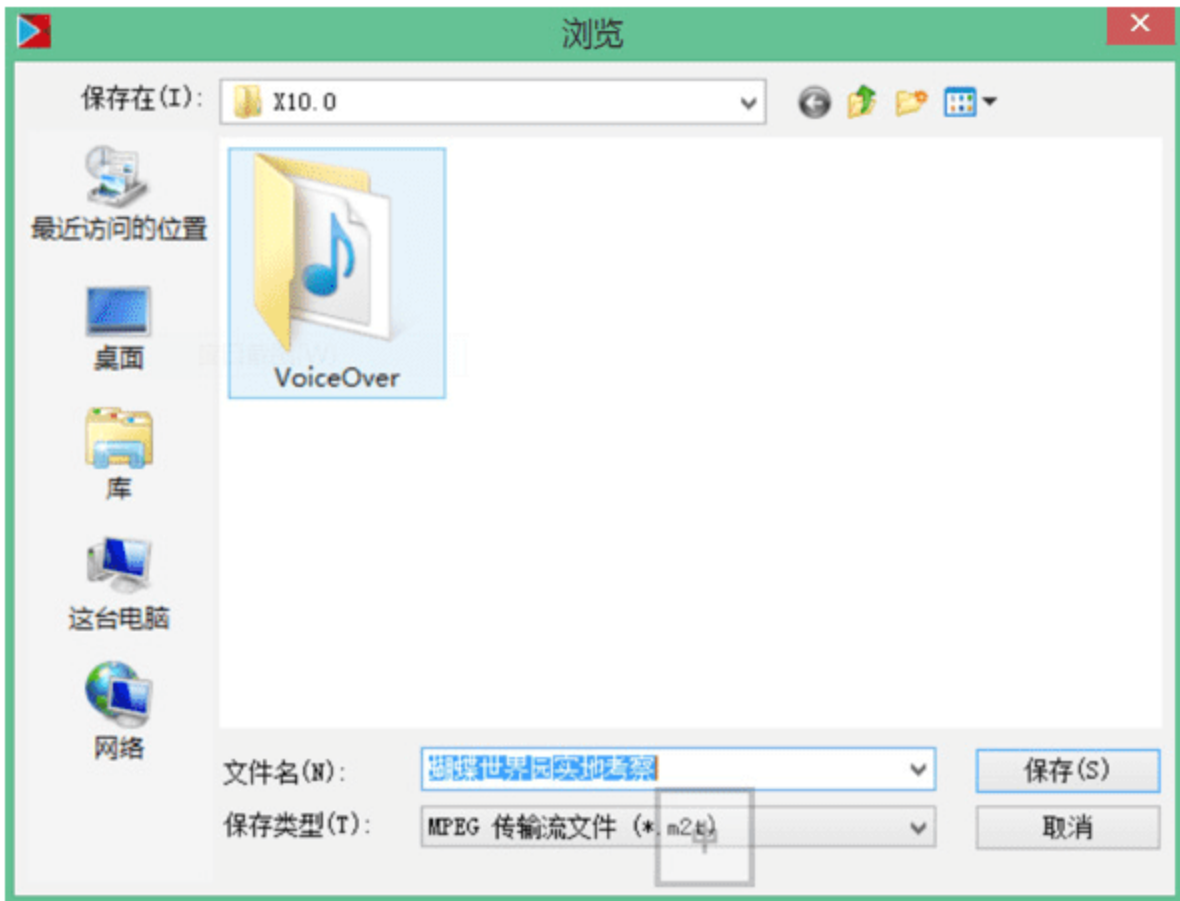 浏览
保存在(I):
X10.0
最近访问的位置
VoiceOver
桌面
库
这台电脑
网络
文件名(N):
蝴蝶世界园实地考察
保存(S)
保存类型(T):
MPEG 传输流文件 (*.m2t)
取消